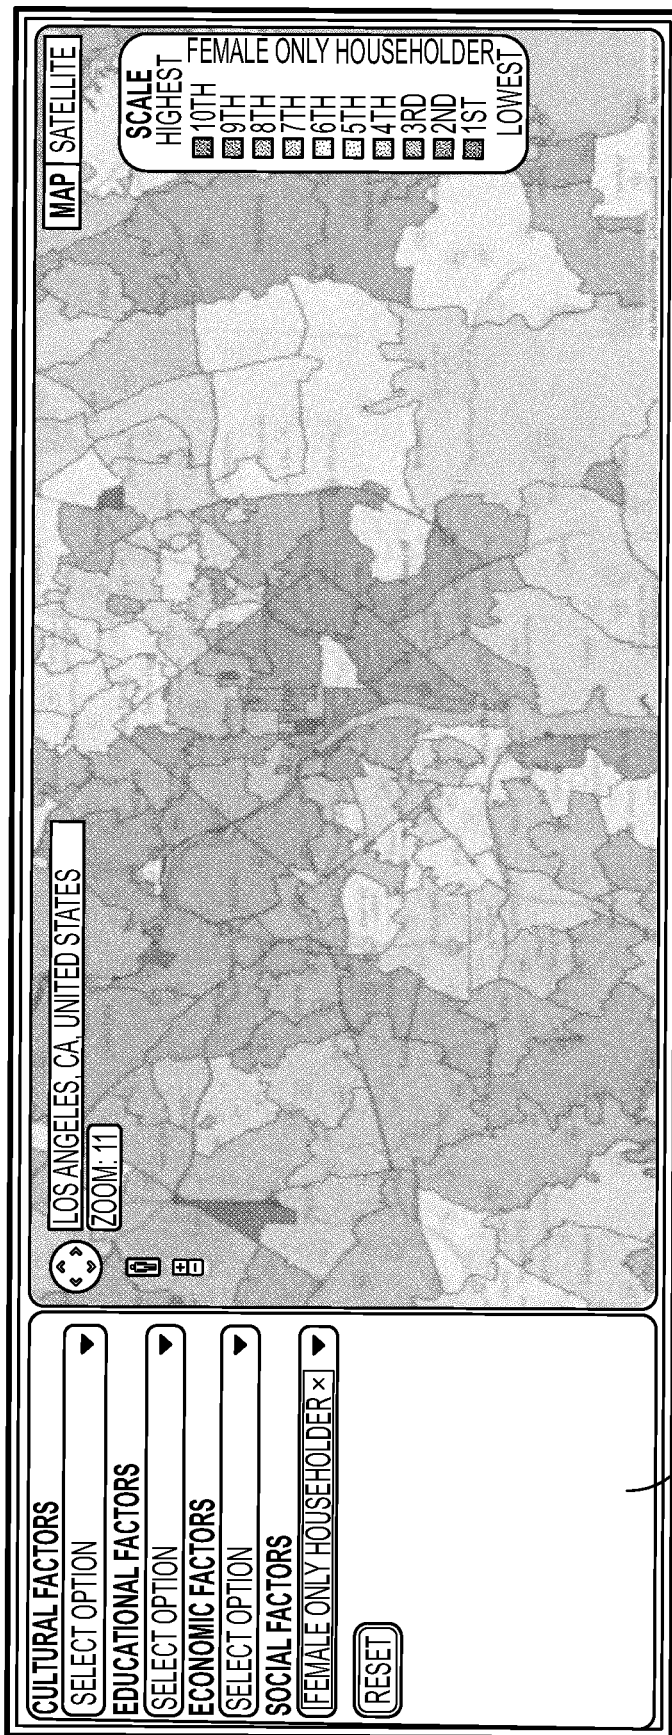 CULTURAL FACTORS
SELECT OPTION
EDUCATIONAL FACTORS
SELECT OPTION
ECONOMIC FACTORS
SELECT OPTION
SOCIAL FACTORS
FEMALE ONLY HOUSEHOLDER ×
RESET
LOS ANGELES, CA, UNITED STATES
ZOOM: 11
+
−
MAP | SATELLITE
SCALE
HIGHEST
FEMALE ONLY HOUSEHOLDER
10TH
9TH
8TH
7TH
6TH
5TH
4TH
3RD
2ND
1ST
LOWEST